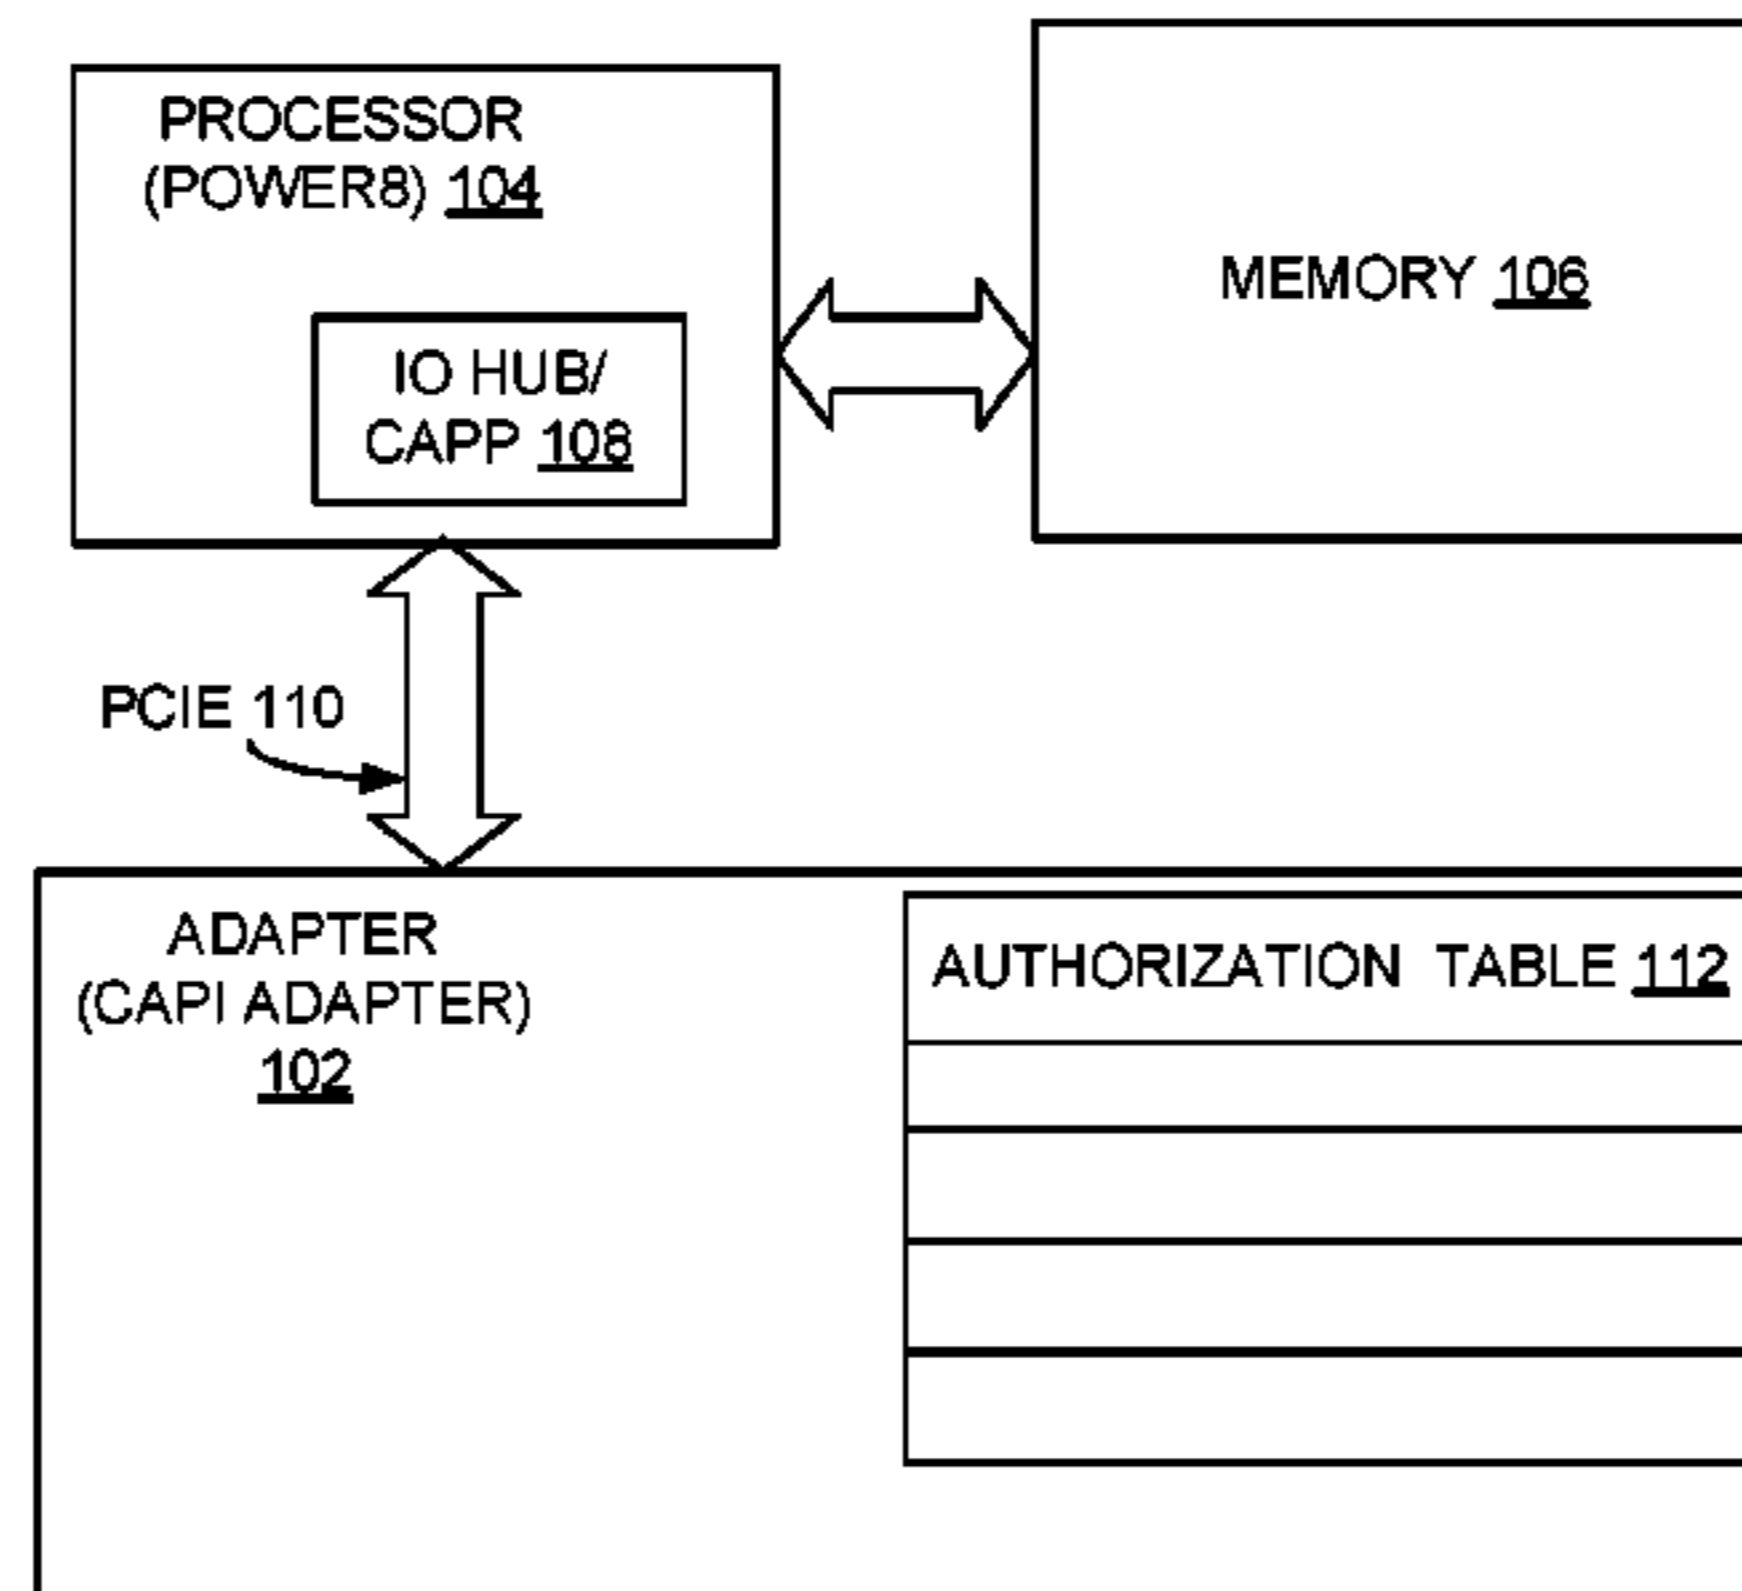 PROCESSOR
(POWER8) 104
MEMORY 106
IO HUB/
CAPP 108
PCIE 110
ADAPTER
(CAPI ADAPTER)
102
AUTHORIZATION TABLE 112